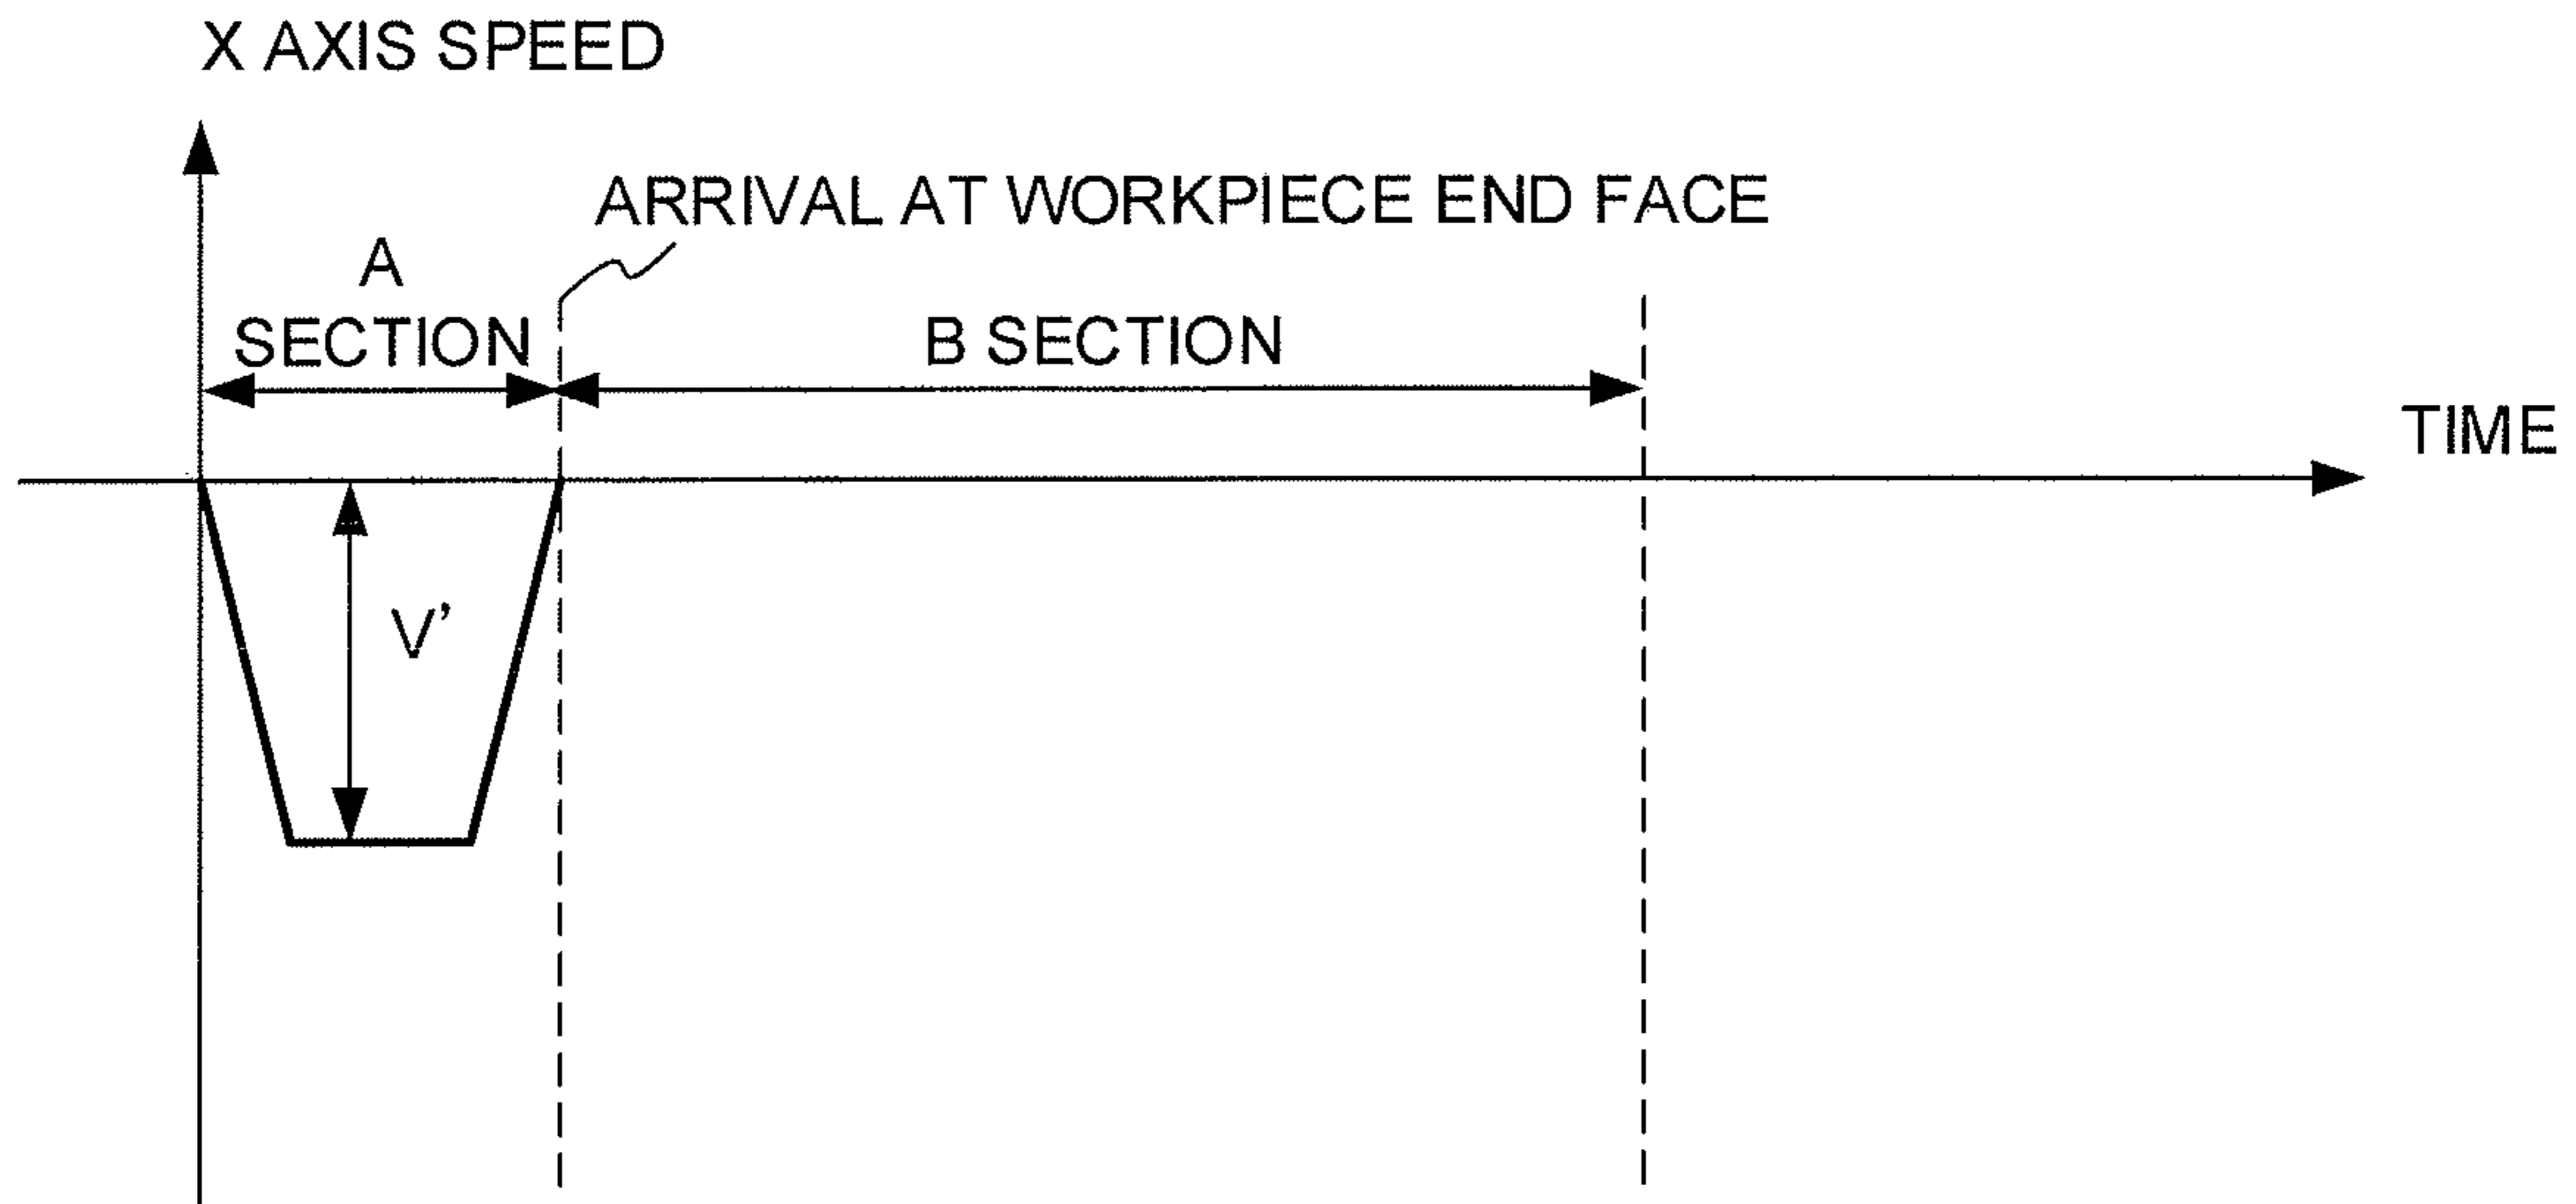 X AXIS SPEED
ARRIVAL AT WORKPIECE END FACE
A
SECTION
B SECTION
TIME
V'